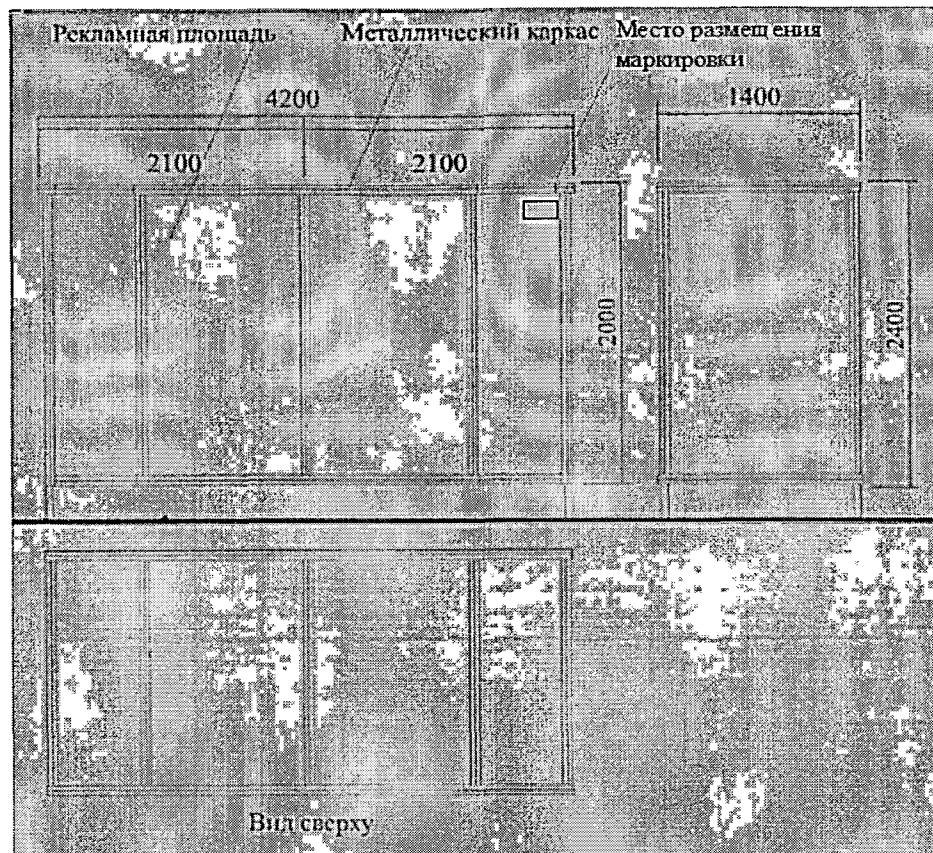 Рекламная площадь
Металлический каркас
Место размещения
маркировки
4200
1400
2100
2100
2000
2400
Вид сверху